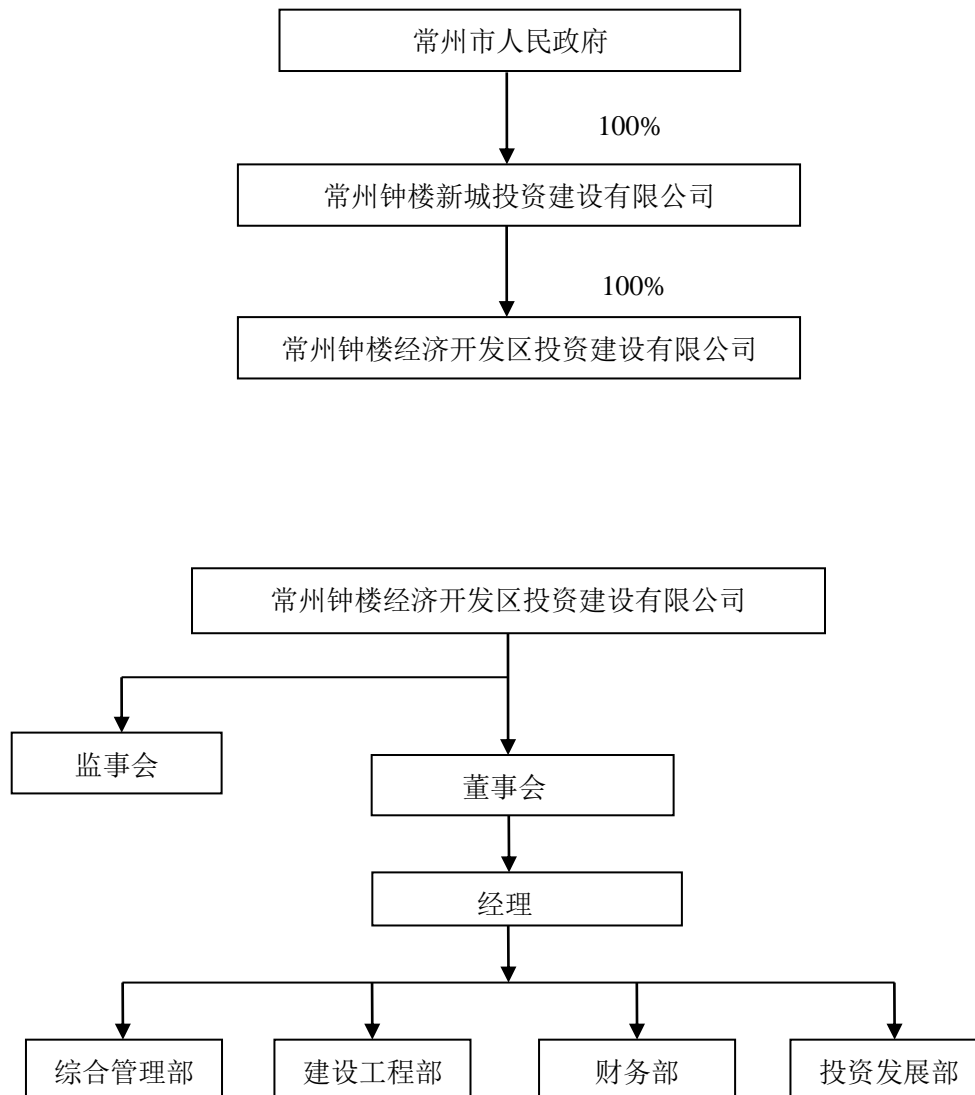 常州市人民政府
100%
常州钟楼新城投资建设有限公司
100%
常州钟楼经济开发区投资建设有限公司
常州钟楼经济开发区投资建设有限公司
监事会
董事会
经理
综合管理部
建设工程部
财务部
投资发展部